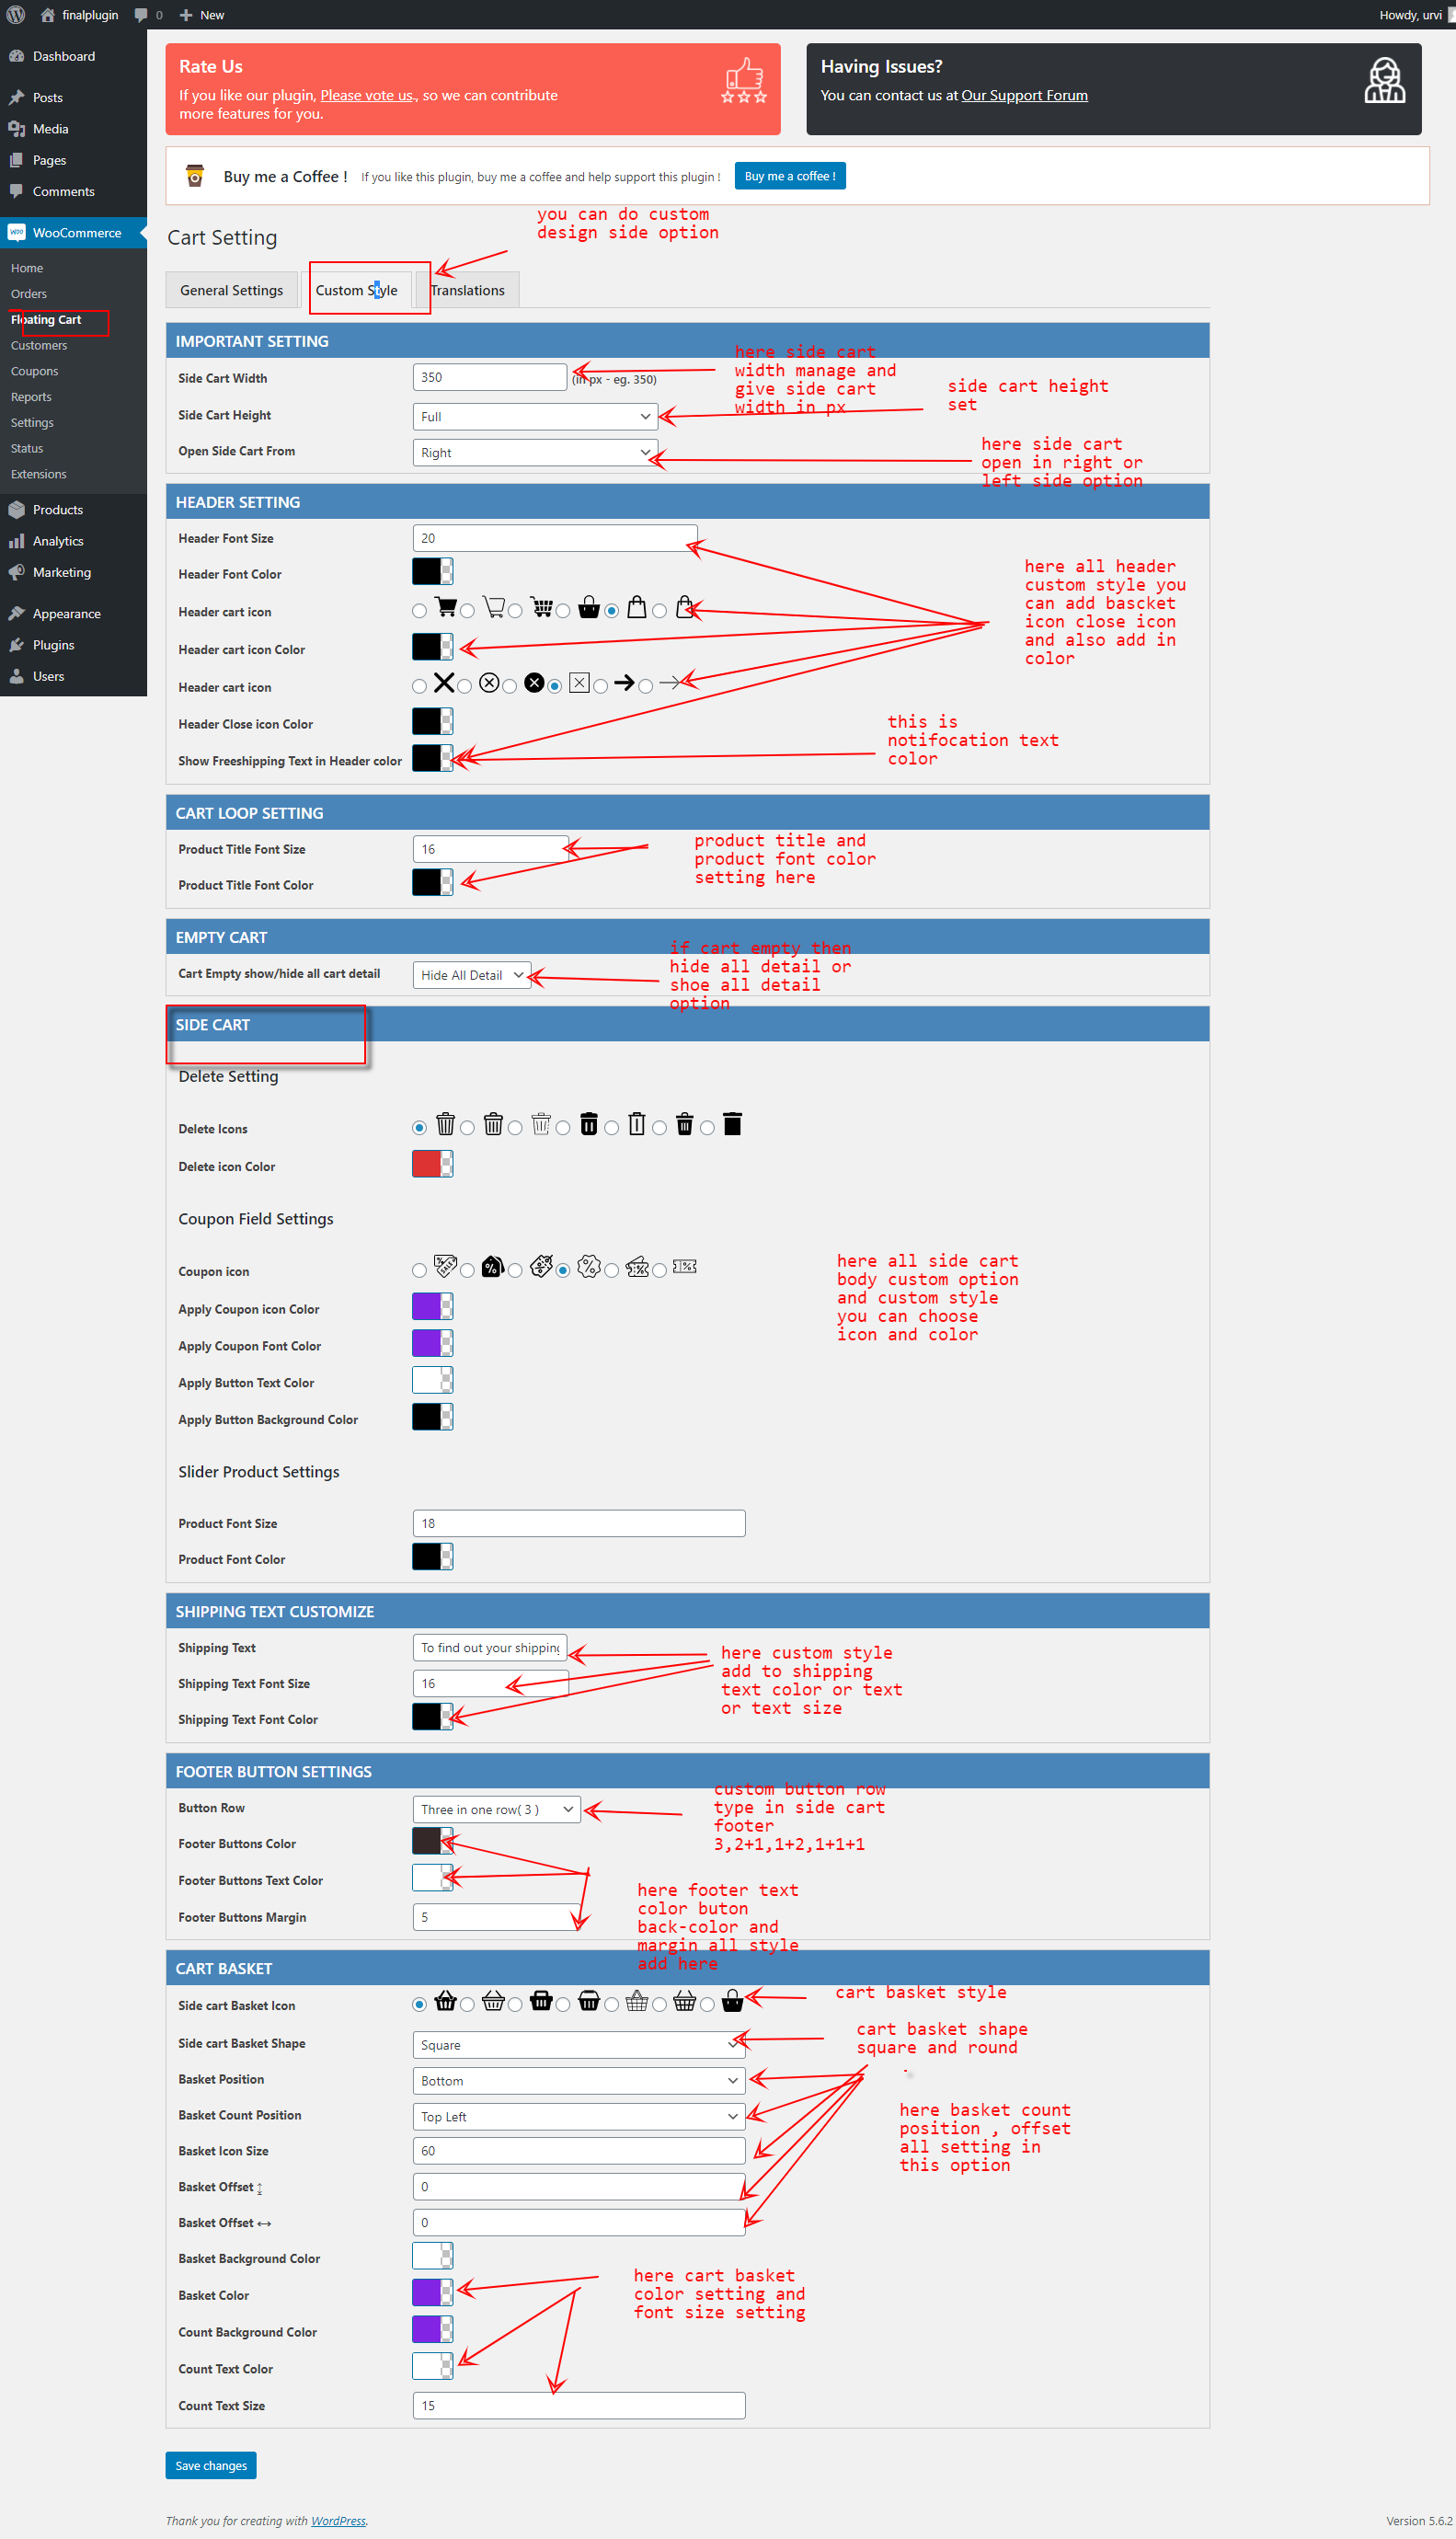 finalplugin 0 New Howdy, urvi
Dashboard
Posts
Media
Pages
Comments
WooCommerce
Home
Orders
Floating Cart
Customers
Coupons
Reports
Settings
Status
Extensions
Products
Analytics
Marketing
Appearance
Plugins
Users
Rate Us
If you like our plugin, Please vote us., so we can contribute
more features for you.
Having Issues?
You can contact us at Our Support Forum
Buy me a Coffee ! If you like this plugin, buy me a coffee and help support this plugin ! Buy me a coffee !
you can do custom
design side option
Cart Setting
General Settings Custom Style Translations
IMPORTANT SETTING
Side Cart Width 350 (in px - eg. 350)
here side cart
width manage and
give side cart
width in px
Side Cart Height Full
side cart height
set
Open Side Cart From Right
here side cart
open in right or
left side option
HEADER SETTING
Header Font Size 20
Header Font Color
Header cart icon
Header cart icon Color
Header cart icon
Header Close icon Color
Show Freeshipping Text in Header color
here all header
custom style you
can add bascket
icon close icon
and also add in
color
this is
notifocation text
color
CART LOOP SETTING
Product Title Font Size 16
Product Title Font Color
product title and
product font color
setting here
EMPTY CART
Cart Empty show/hide all cart detail Hide All Detail
if cart empty then
hide all detail or
shoe all detail
option
SIDE CART
Delete Setting
Delete Icons
Delete icon Color
Coupon Field Settings
Coupon icon
Apply Coupon icon Color
Apply Coupon Font Color
Apply Button Text Color
Apply Button Background Color
here all side cart
body custom option
and custom style
you can choose
icon and color
Slider Product Settings
Product Font Size 18
Product Font Color
SHIPPING TEXT CUSTOMIZE
Shipping Text To find out your shipping
Shipping Text Font Size 16
Shipping Text Font Color
here custom style
add to shipping
text color or text
or text size
FOOTER BUTTON SETTINGS
Button Row Three in one row( 3 )
Footer Buttons Color
Footer Buttons Text Color
Footer Buttons Margin 5
custom button row
type in side cart
footer
3,2+1,1+2,1+1+1
here footer text
color buton
back-color and
margin all style
add here
CART BASKET
Side cart Basket Icon
cart basket style
Side cart Basket Shape Square
cart basket shape
square and round
Basket Position Bottom
Basket Count Position Top Left
Basket Icon Size 60
Basket Offset ↕ 0
Basket Offset ↔ 0
here basket count
position , offset
all setting in
this option
Basket Background Color
Basket Color
Count Background Color
Count Text Color
Count Text Size 15
here cart basket
color setting and
font size setting
Save changes
Thank you for creating with WordPress. Version 5.6.2